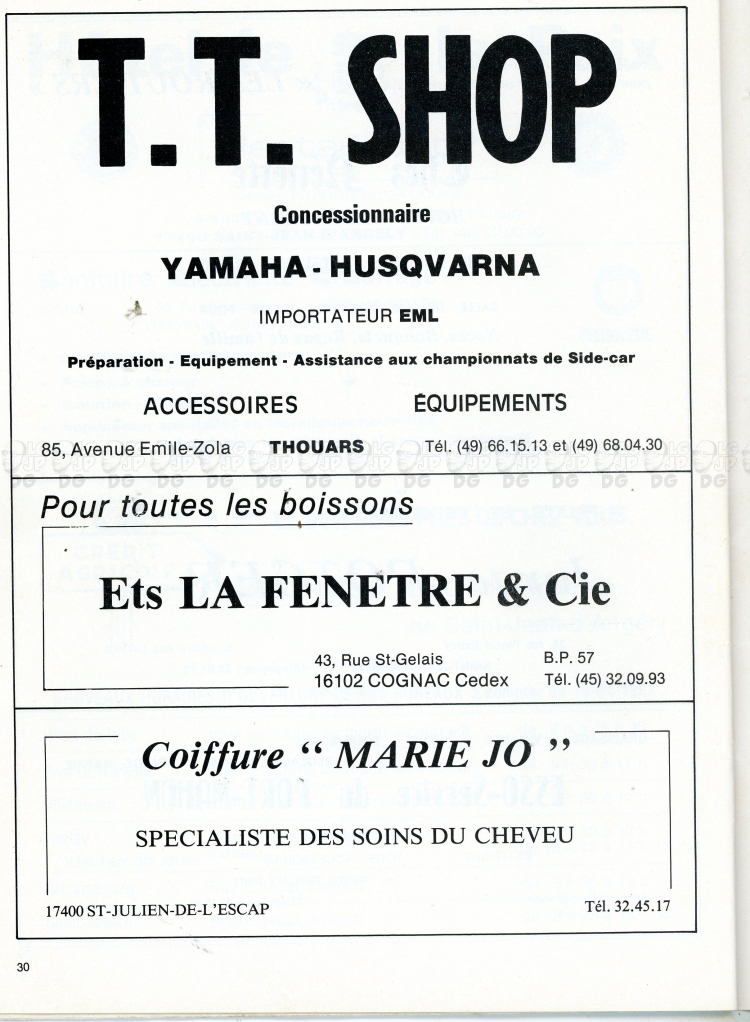 T.T. SHOP
Concessionnaire
YAMAHA - HUSQVARNA
IMPORTATEUR EML
Préparation - Equipement - Assistance aux championnats de Side-car
ACCESSOIRES ÉQUIPEMENTS
85, Avenue Emile-Zola THOUARS Tél. (49) 66.15.13 et (49) 68.04.30
Pour toutes les boissons
Ets LA FENETRE & Cie
43, Rue St-Gelais B.P. 57
16102 COGNAC Cedex Tél. (45) 32.09.93
Coiffure “ MARIE JO ”
SPECIALISTE DES SOINS DU CHEVEU
17400 ST-JULIEN-DE-L'ESCAP Tél. 32.45.17
30